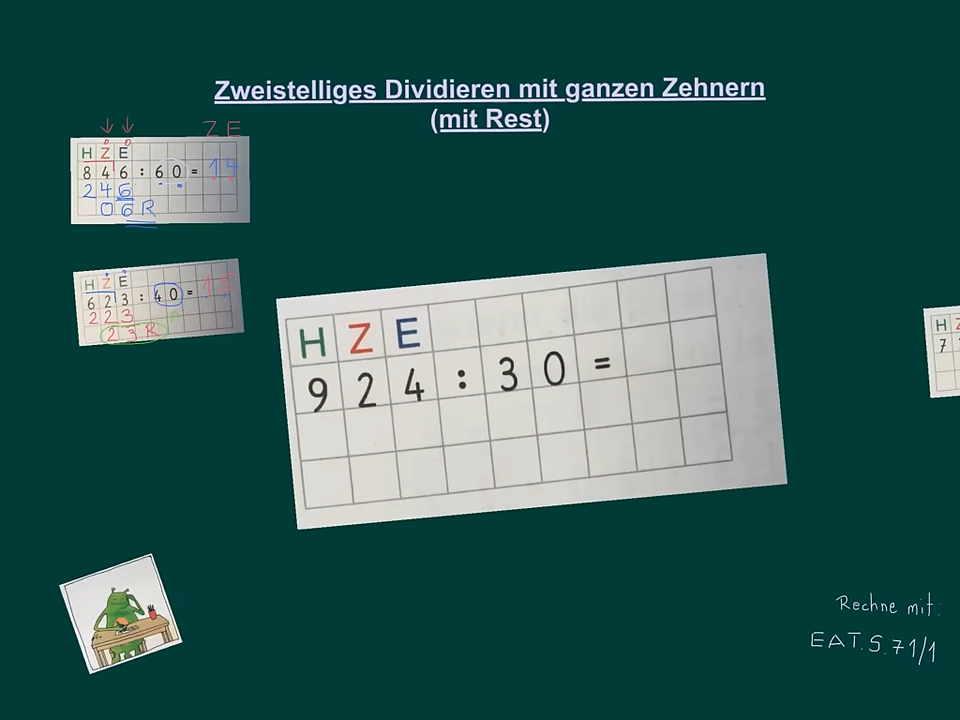 Zweistelliges Dividieren mit ganzen Zehnern
(mit Rest)
Z E
H Z E
8 4 6 : 6 0 = 1 4
2 4 6
0 6 R
H Z E
6 2 3 : 4 0 = 1 5
2 2 3
2 3 R
H Z E
9 2 4 : 3 0 =
H Z
7
Rechne mit:
EAT.S.71/1